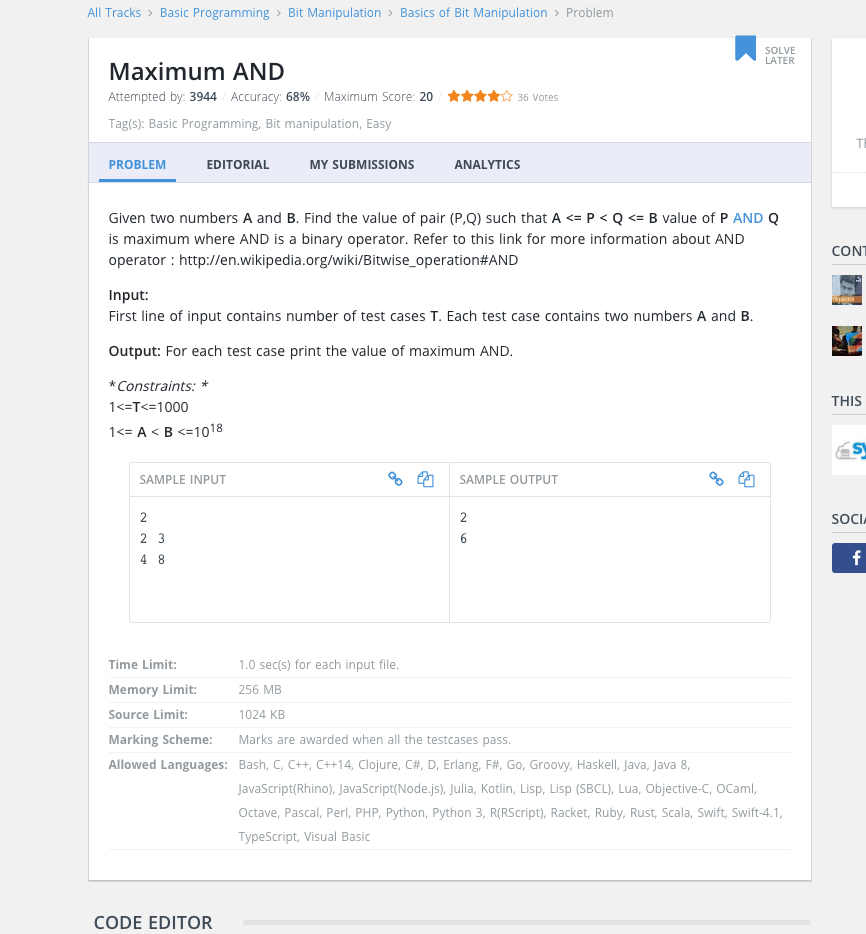 All Tracks > Basic Programming > Bit Manipulation > Basics of Bit Manipulation > Problem
SOLVE
LATER
Maximum AND
Attempted by: 3944 / Accuracy: 68% / Maximum Score: 20 / 36 Votes
Tag(s): Basic Programming, Bit manipulation, Easy
PROBLEM EDITORIAL MY SUBMISSIONS ANALYTICS
Given two numbers A and B. Find the value of pair (P,Q) such that A <= P < Q <= B value of P AND Q
is maximum where AND is a binary operator. Refer to this link for more information about AND
operator : http://en.wikipedia.org/wiki/Bitwise_operation#AND
Input:
First line of input contains number of test cases T. Each test case contains two numbers A and B.
Output: For each test case print the value of maximum AND.
*Constraints: *
1<=T<=1000
1<= A < B <=10^18
SAMPLE INPUT SAMPLE OUTPUT
2 2
2 3 6
4 8
Time Limit: 1.0 sec(s) for each input file.
Memory Limit: 256 MB
Source Limit: 1024 KB
Marking Scheme: Marks are awarded when all the testcases pass.
Allowed Languages: Bash, C, C++, C++14, Clojure, C#, D, Erlang, F#, Go, Groovy, Haskell, Java, Java 8,
JavaScript(Rhino), JavaScript(Node.js), Julia, Kotlin, Lisp, Lisp (SBCL), Lua, Objective-C, OCaml,
Octave, Pascal, Perl, PHP, Python, Python 3, R(RScript), Racket, Ruby, Rust, Scala, Swift, Swift-4.1,
TypeScript, Visual Basic
CODE EDITOR
CONT
THIS
SOCIA
f